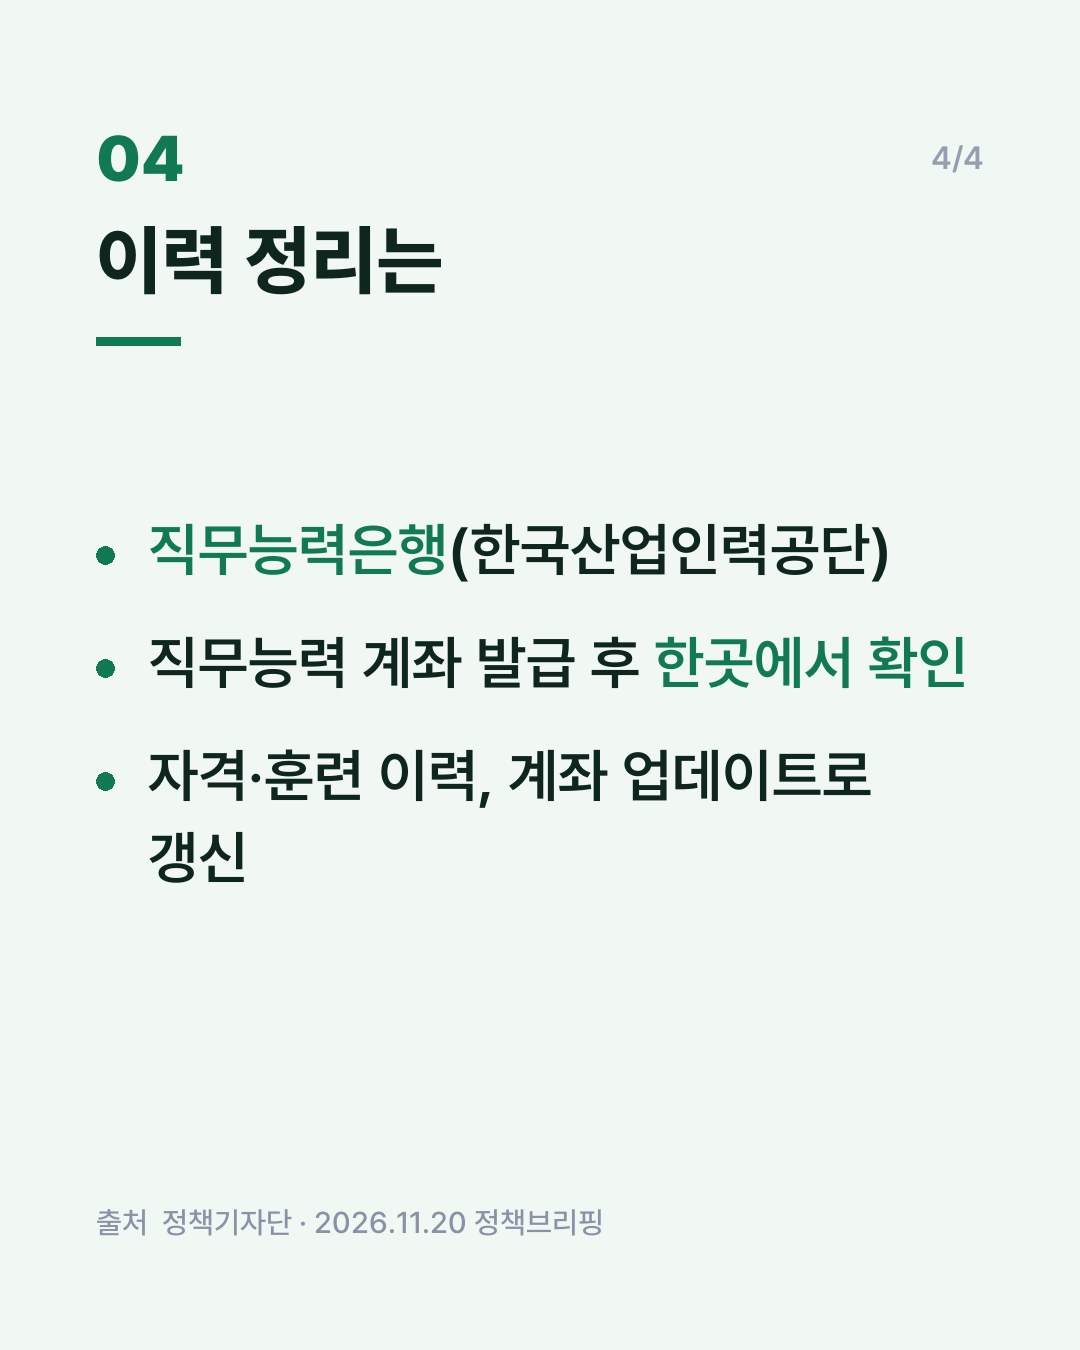 04
4/4
이력 정리는
직무능력은행(한국산업인력공단)
직무능력 계좌 발급 후 한곳에서 확인
자격·훈련 이력, 계좌 업데이트로
갱신
출처 정책기자단 · 2026.11.20 정책브리핑